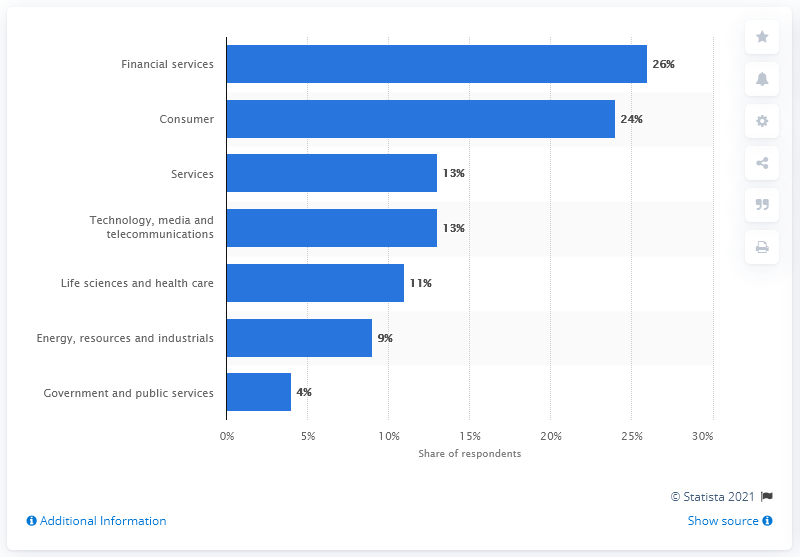 Financial services
26%
Consumer
24%
Services
13%
Technology, media and
telecommunications
13%
Life sciences and health care
11%
Energy, resources and industrials
9%
Government and public services
4%
0% 5% 10% 15% 20% 25% 30%
Share of respondents
© Statista 2021
Additional Information
Show source